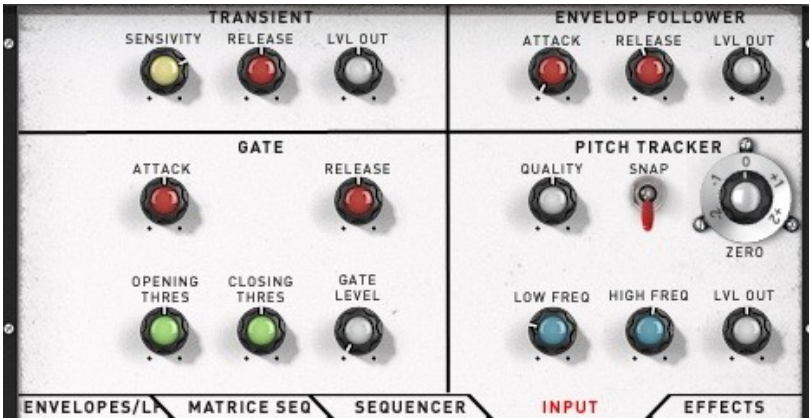 TRANSIENT
SENSIVITY RELEASE LVL OUT
ENVELOP FOLLOWER
ATTACK RELEASE LVL OUT
GATE
ATTACK RELEASE
OPENING THRES
CLOSING THRES
GATE LEVEL
PITCH TRACKER
QUALITY SNAP
-2 -1 0 +1 +2
ZERO
LOW FREQ HIGH FREQ LVL OUT
ENVELOPES/LF MATRICE SEQ SEQUENCER INPUT EFFECTS